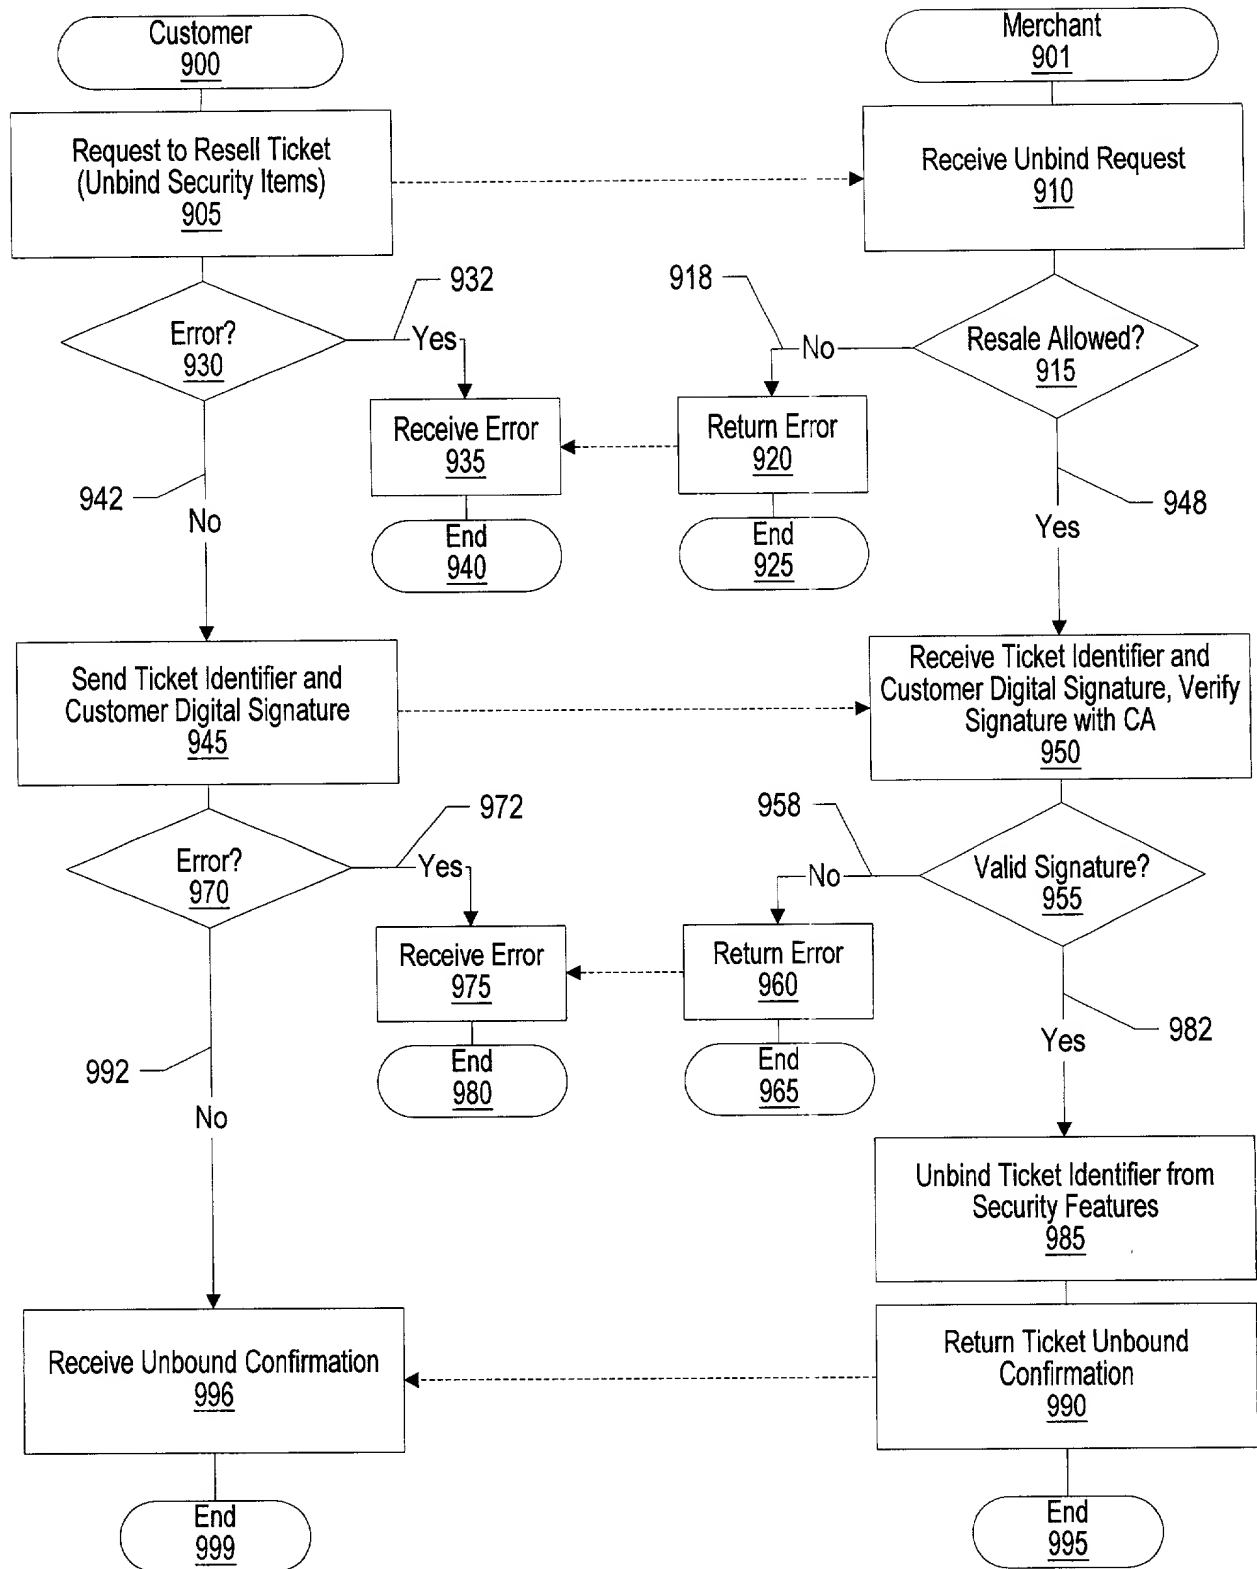 Customer
900
Merchant
901
Request to Resell Ticket
(Unbind Security Items)
905
Receive Unbind Request
910
932
918
Error?
930
Yes
No
Resale Allowed?
915
Receive Error
935
Return Error
920
942
948
No
Yes
End
940
End
925
Send Ticket Identifier and
Customer Digital Signature
945
Receive Ticket Identifier and
Customer Digital Signature, Verify
Signature with CA
950
972
958
Error?
970
Yes
No
Valid Signature?
955
Receive Error
975
Return Error
960
982
Yes
992
End
980
End
965
No
Unbind Ticket Identifier from
Security Features
985
Receive Unbound Confirmation
996
Return Ticket Unbound
Confirmation
990
End
999
End
995